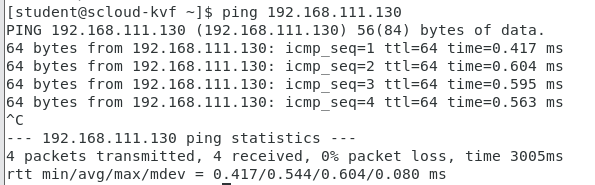 [student@scloud-kvf ~]$ ping 192.168.111.130
PING 192.168.111.130 (192.168.111.130) 56(84) bytes of data.
64 bytes from 192.168.111.130: icmp_seq=1 ttl=64 time=0.417 ms
64 bytes from 192.168.111.130: icmp_seq=2 ttl=64 time=0.604 ms
64 bytes from 192.168.111.130: icmp_seq=3 ttl=64 time=0.595 ms
64 bytes from 192.168.111.130: icmp_seq=4 ttl=64 time=0.563 ms
^C
--- 192.168.111.130 ping statistics ---
4 packets transmitted, 4 received, 0% packet loss, time 3005ms
rtt min/avg/max/mdev = 0.417/0.544/0.604/0.080 ms